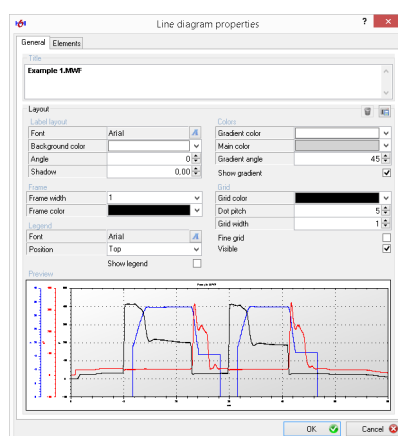 Line diagram properties ?
General Elements
Title
Example 1.MWF
Layout
Label layout
Font Arial
Background color
Angle 0
Shadow 0,00
Colors
Gradient color
Main color
Gradient angle 45
Show gradient
Frame
Frame width 1
Frame color
Grid
Grid color
Dot pitch 5
Grid width 1
Fine grid
Visible
Legend
Font Arial
Position Top
Show legend
Preview
OK Cancel